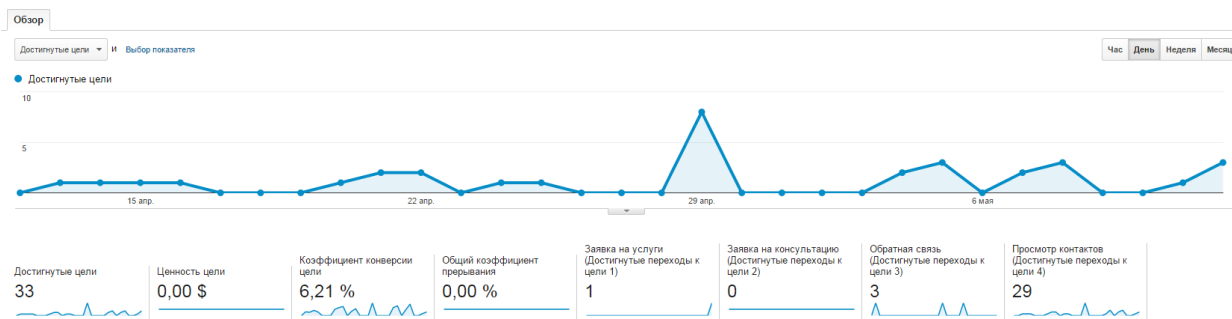 Обзор
Достигнутые цели и Выбор показателя
Час День Неделя Месяц
Достигнутые цели
10
5
15 апр. 22 апр. 29 апр. 6 мая
Достигнутые цели
33
Ценность цели
0,00 $
Коэффициент конверсии
цели
6,21 %
Общий коэффициент
прерывания
0,00 %
Заявка на услуги
(Достигнутые переходы к
цели 1)
1
Заявка на консультацию
(Достигнутые переходы к
цели 2)
0
Обратная связь
(Достигнутые переходы к
цели 3)
3
Просмотр контактов
(Достигнутые переходы к
цели 4)
29